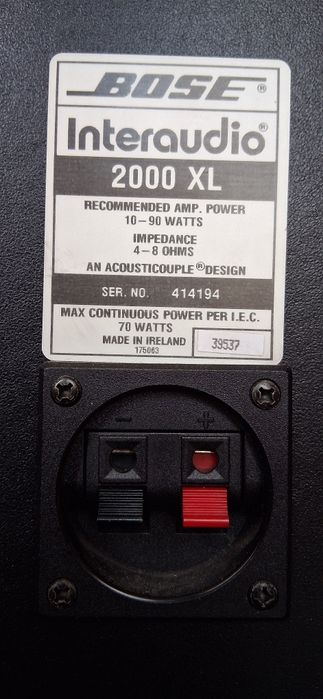 BOSE®
Interaudio®
2000 XL
RECOMMENDED AMP. POWER
10-90 WATTS
IMPEDANCE
4-8 OHMS
AN ACOUSTICOUPLE® DESIGN
SER. NO. 414194
MAX CONTINUOUS POWER PER I.E.C.
70 WATTS
MADE IN IRELAND
175063
39537
- +